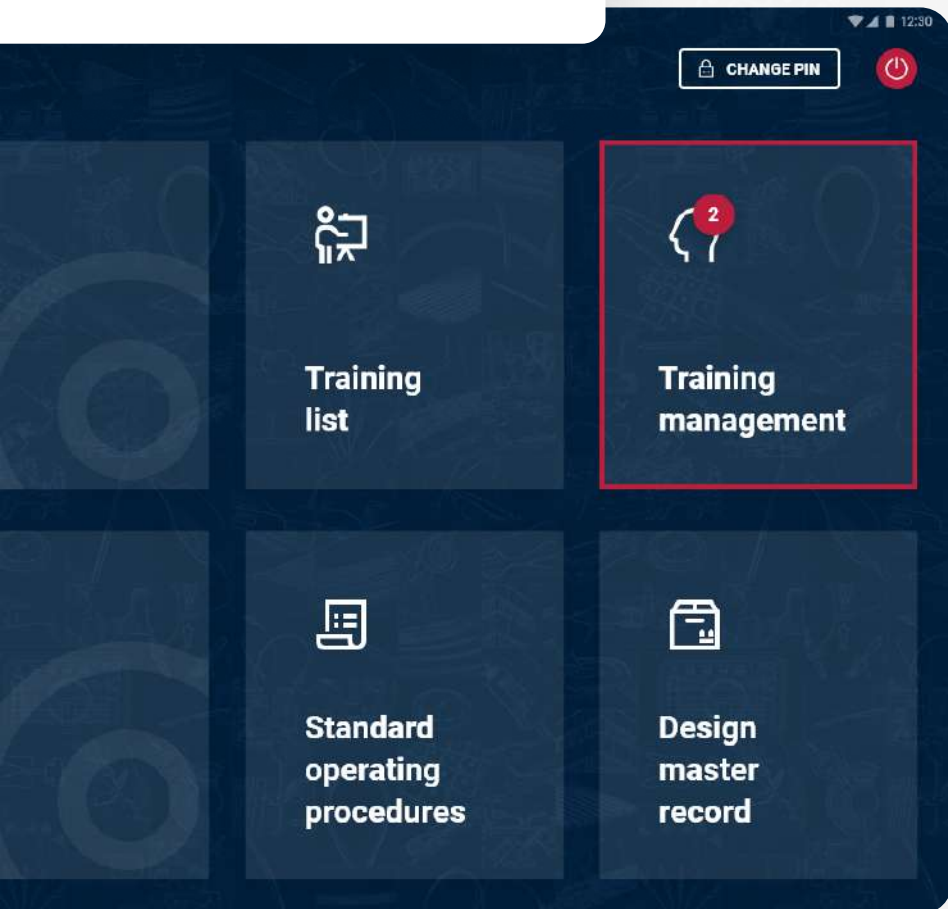 12:30
CHANGE PIN
2
Training
list
Training
management
Standard
operating
procedures
Design
master
record